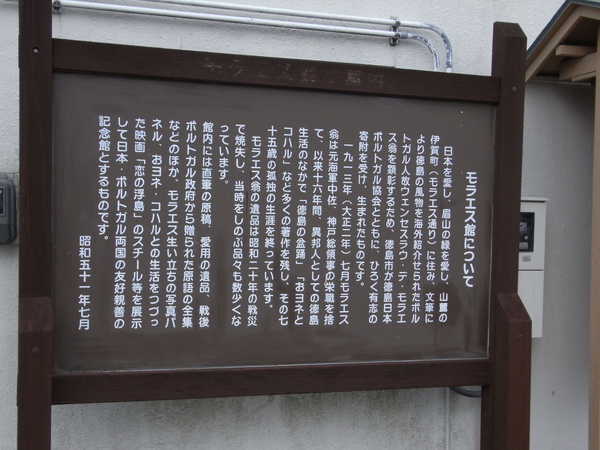 モラエス館について
日本を愛し、眉山の緑を愛し、山麓の
伊賀町(モラエス通り)に住み、文筆に
より徳島の風物を海外紹介せられたポル
トガル人故ヴェンセスラウ・デ・モラエ
ス翁を顕彰するため、徳島市が徳島日本
ポルトガル協会とともに、ひろく有志の
寄附を受け、生まれたものです。
一九一三年(大正二年)七月モラエス
翁は元海軍中佐、神戸総領事の栄職を捨
て、以来十六年間、異邦人としての徳島
生活のなかで「徳島の盆踊」「おヨネと
コハル」など多くの著作を残し、その七
十五歳の孤独の生涯を終っています。
モラエス翁の遺品は昭和二十年の戦災
で焼失し、当時をしのぶ品々も数少くな
っています。
館内には直筆の原稿、愛用の遺品、戦後
ポルトガル政府から贈られた原語の全集
などのほか、モラエス生い立ちの写真パ
ネル、おヨネ・コハルとの生活をつづっ
た映画「恋の浮島」のスチール等を展示
して日本・ポルトガル両国の友好親善の
記念館とするものです。
昭和五十一年七月